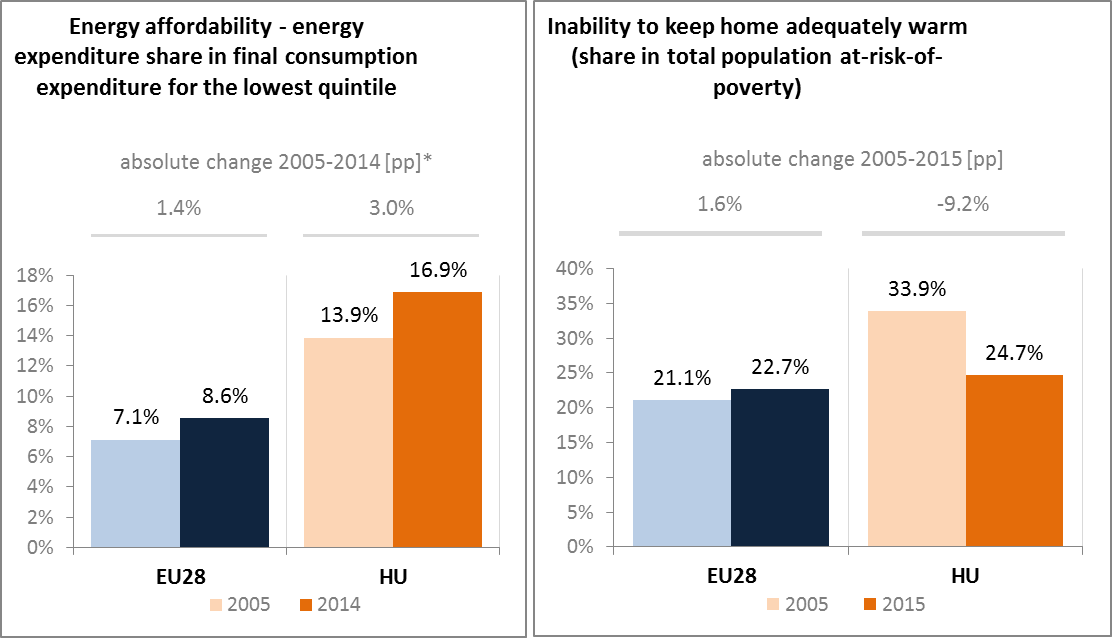 Energy affordability - energy
expenditure share in final consumption
expenditure for the lowest quintile
absolute change 2005-2014 [pp]*
1.4%
3.0%
18%
16%
14%
12%
10%
8%
6%
4%
2%
0%
7.1%
8.6%
13.9%
16.9%
EU28
HU
2005
2014
Inability to keep home adequately warm
(share in total population at-risk-of-
poverty)
absolute change 2005-2015 [pp]
1.6%
-9.2%
40%
35%
30%
25%
20%
15%
10%
5%
0%
21.1%
22.7%
33.9%
24.7%
EU28
HU
2005
2015